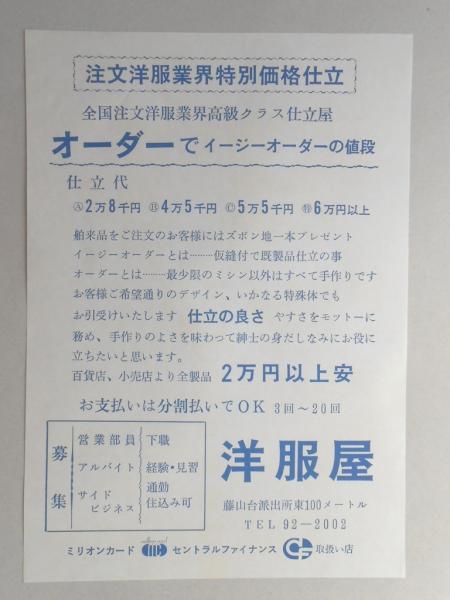 注文洋服業界特別価格仕立
全国注文洋服業界高級クラス仕立屋
オーダーでイージーオーダーの値段
仕立代
Ⓐ2万8千円 Ⓑ4万5千円 Ⓒ5万5千円 ㊕6万円以上
舶来品をご注文のお客様にはズボン地一本プレゼント
イージーオーダーとは………仮縫付で既製品仕立の事
オーダーとは………最少限のミシン以外はすべて手作りです
お客様ご希望通りのデザイン、いかなる特殊体でも
お引受けいたします 仕立の良さ やすさをモットーに
務め、手作りのよさを味わって紳士の身だしなみにお役に
立ちたいと思います。
百貨店、小売店より全製品 2万円以上安
お支払いは分割払いでOK 3回～20回
募集
営業部員 下職
アルバイト 経験・見習
サイドビジネス 通勤住込み可
洋服屋
藤山台派出所東100メートル
TEL 92―2002
ミリオンカード セントラルファイナンス 取扱い店